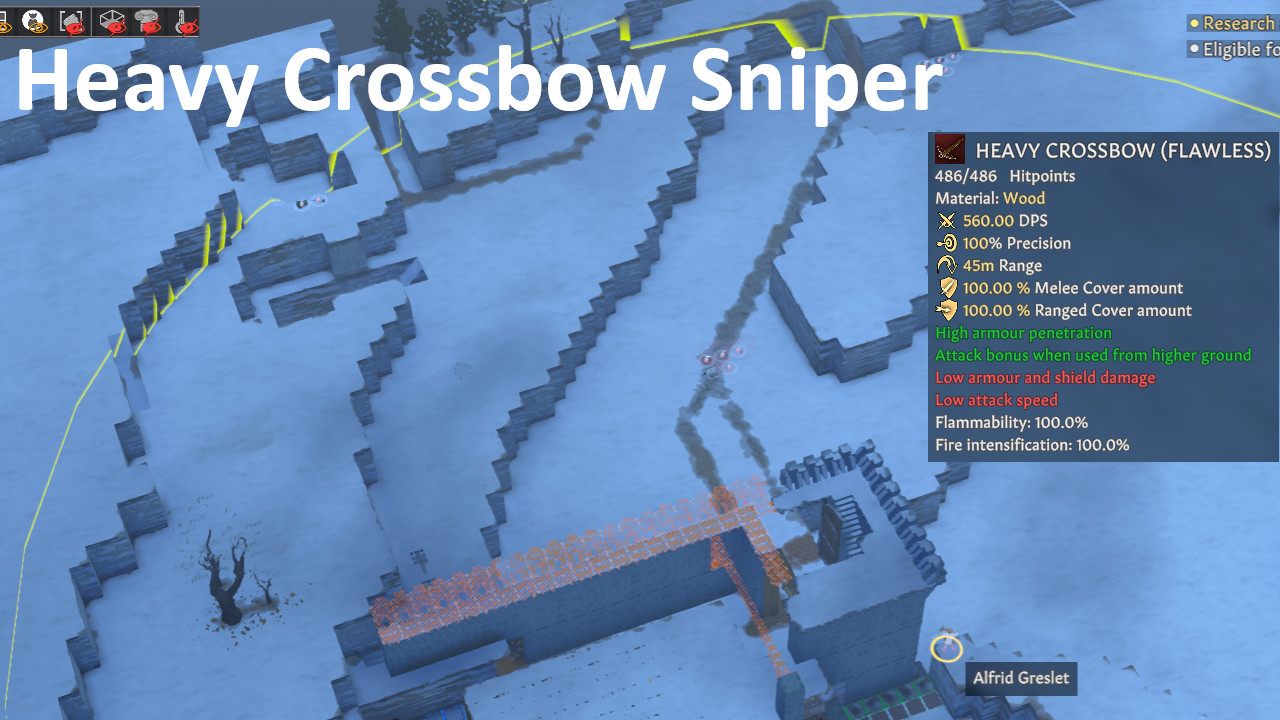 Research
Eligible fo
Heavy Crossbow Sniper
HEAVY CROSSBOW (FLAWLESS)
486/486 Hitpoints
Material: Wood
560.00 DPS
100% Precision
45m Range
100.00 % Melee Cover amount
100.00 % Ranged Cover amount
High armour penetration
Attack bonus when used from higher ground
Low armour and shield damage
Low attack speed
Flammability: 100.0%
Fire intensification: 100.0%
Alfrid Greslet